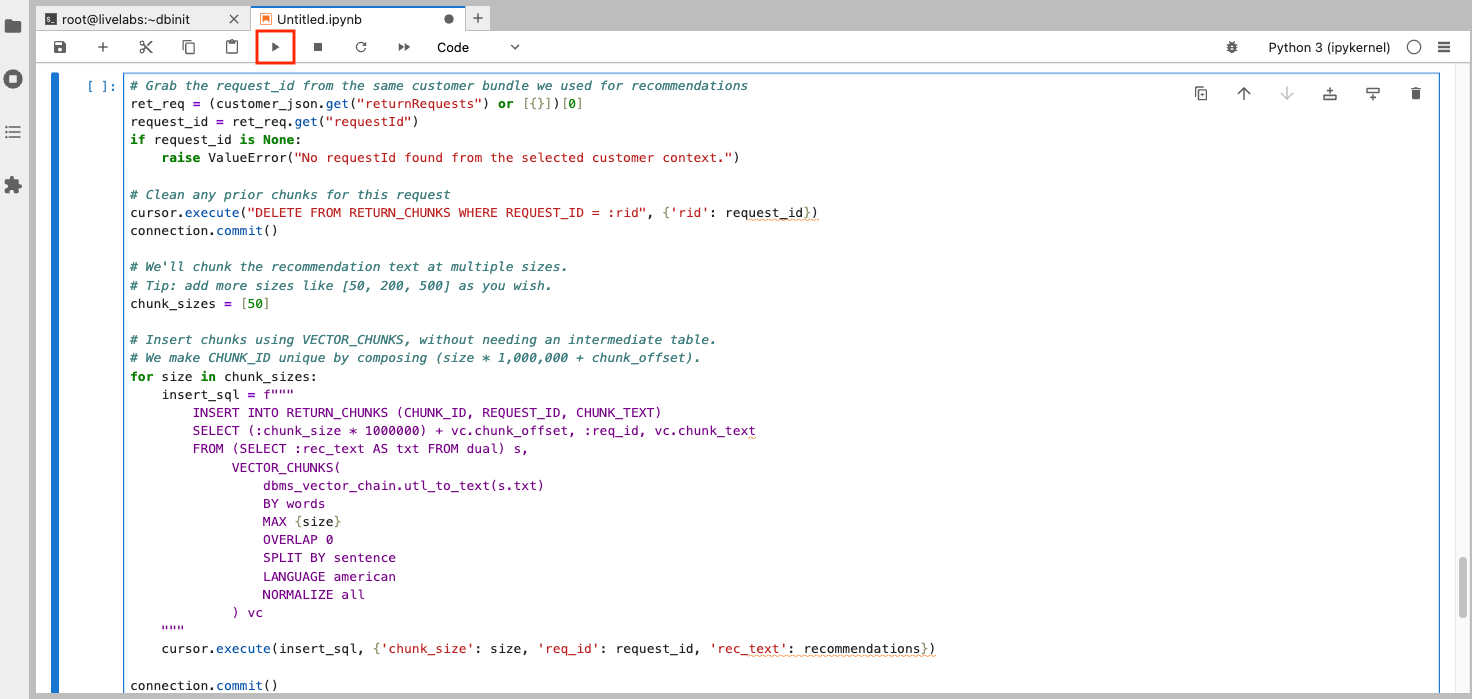 root@livelabs:~dbinit
Untitled.ipynb
Code
Python 3 (ipykernel)
[ ]:
# Grab the request_id from the same customer bundle we used for recommendations
ret_req = (customer_json.get("returnRequests") or [{}])[0]
request_id = ret_req.get("requestId")
if request_id is None:
    raise ValueError("No requestId found from the selected customer context.")

# Clean any prior chunks for this request
cursor.execute("DELETE FROM RETURN_CHUNKS WHERE REQUEST_ID = :rid", {'rid': request_id})
connection.commit()

# We'll chunk the recommendation text at multiple sizes.
# Tip: add more sizes like [50, 200, 500] as you wish.
chunk_sizes = [50]

# Insert chunks using VECTOR_CHUNKS, without needing an intermediate table.
# We make CHUNK_ID unique by composing (size * 1,000,000 + chunk_offset).
for size in chunk_sizes:
    insert_sql = f"""
        INSERT INTO RETURN_CHUNKS (CHUNK_ID, REQUEST_ID, CHUNK_TEXT)
        SELECT (:chunk_size * 1000000) + vc.chunk_offset, :req_id, vc.chunk_text
        FROM (SELECT :rec_text AS txt FROM dual) s,
             VECTOR_CHUNKS(
                 dbms_vector_chain.utl_to_text(s.txt)
                 BY words
                 MAX {size}
                 OVERLAP 0
                 SPLIT BY sentence
                 LANGUAGE american
                 NORMALIZE all
             ) vc
    """
    cursor.execute(insert_sql, {'chunk_size': size, 'req_id': request_id, 'rec_text': recommendations})

connection.commit()